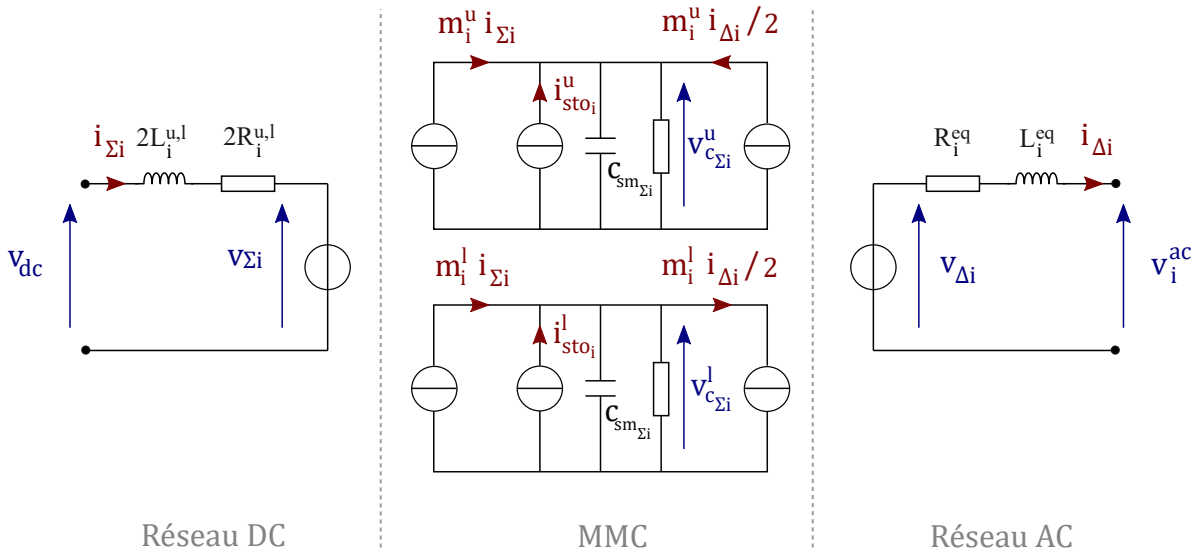 m_i^u i_Σi
m_i^u i_Δi/2
i_sto_i^u
v_c_Σi^u
c_sm_Σi
i_Σi
2L_i^u,l
2R_i^u,l
v_dc
v_Σi
m_i^l i_Σi
m_i^l i_Δi/2
i_sto_i^l
v_c_Σi^l
c_sm_Σi
R_i^eq
L_i^eq
i_Δi
v_Δi
v_i^ac
Réseau DC
MMC
Réseau AC